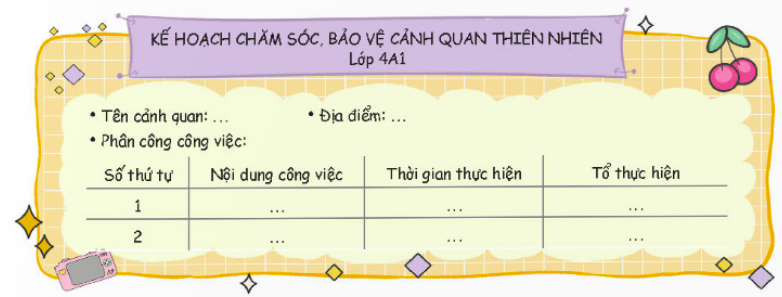 KẾ HOẠCH CHĂM SÓC, BẢO VỆ CẢNH QUAN THIÊN NHIÊN
Lớp 4A1
• Tên cảnh quan: ... • Địa điểm: ...
• Phân công công việc:
Số thứ tự Nội dung công việc Thời gian thực hiện Tổ thực hiện
1 ... ... ...
2 ... ... ...